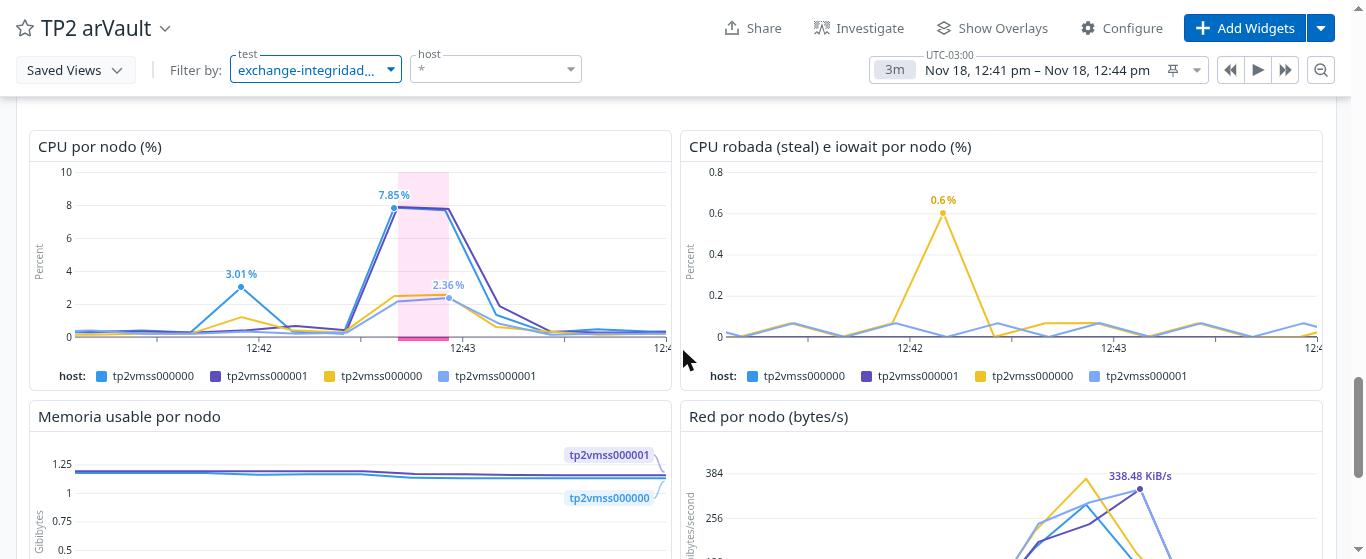 TP2 arVault
Share
Investigate
Show Overlays
Configure
Add Widgets
Saved Views
Filter by:
test
exchange-integridad...
host
*
UTC-03:00
3m
Nov 18, 12:41 pm – Nov 18, 12:44 pm
CPU por nodo (%)
10
8
6
4
2
0
Percent
7.85 %
3.01 %
2.36 %
12:42
12:43
12:4
host:
tp2vmss000000
tp2vmss000001
tp2vmss000000
tp2vmss000001
CPU robada (steal) e iowait por nodo (%)
0.8
0.6
0.4
0.2
0
Percent
0.6 %
12:42
12:43
12:4
host:
tp2vmss000000
tp2vmss000001
tp2vmss000000
tp2vmss000001
Memoria usable por nodo
1.25
1
0.75
0.5
Gibibytes
tp2vmss000001
tp2vmss000000
Red por nodo (bytes/s)
384
256
ibytes/second
338.48 KiB/s